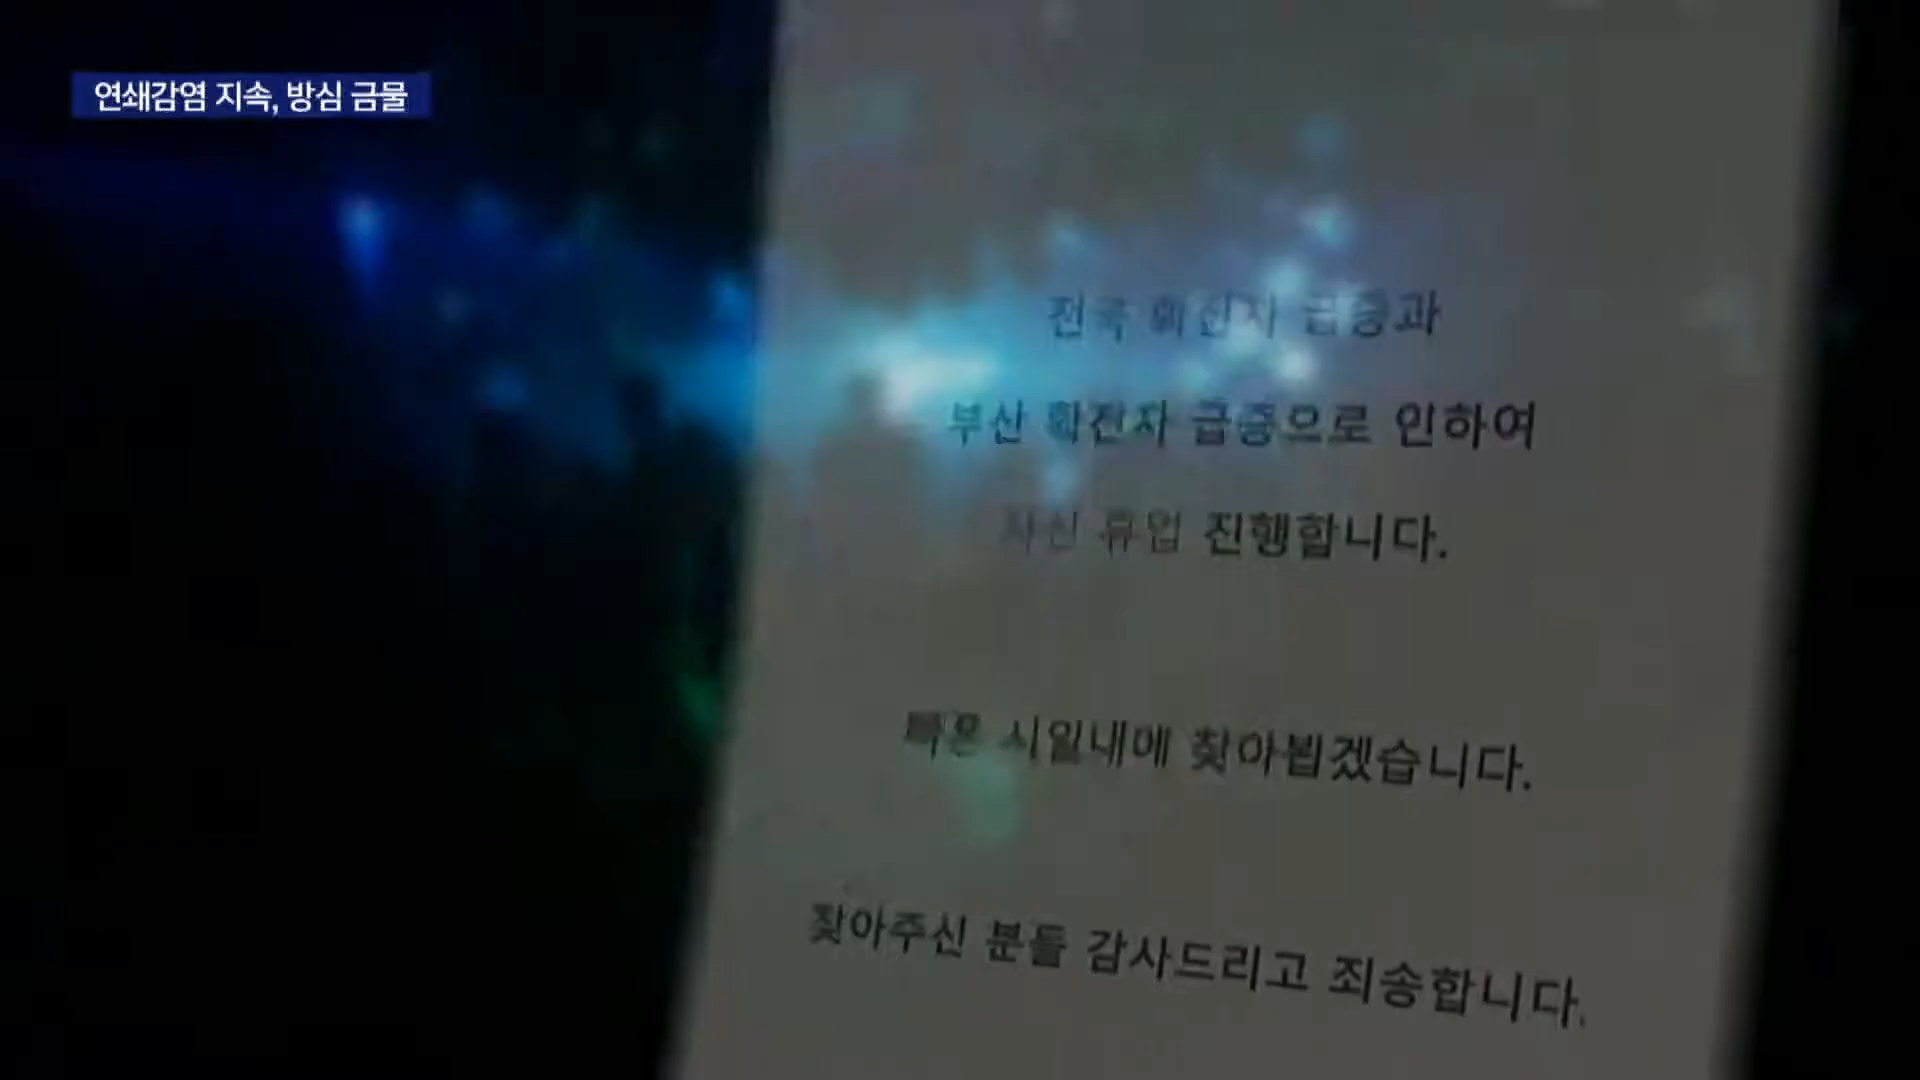 연쇄감염 지속, 방심 금물
전국 확진자 급증과
부산 확진자 급증으로 인하여
자진 휴업 진행합니다.
빠른 시일내에 찾아뵙겠습니다.
찾아주신 분들 감사드리고 죄송합니다.